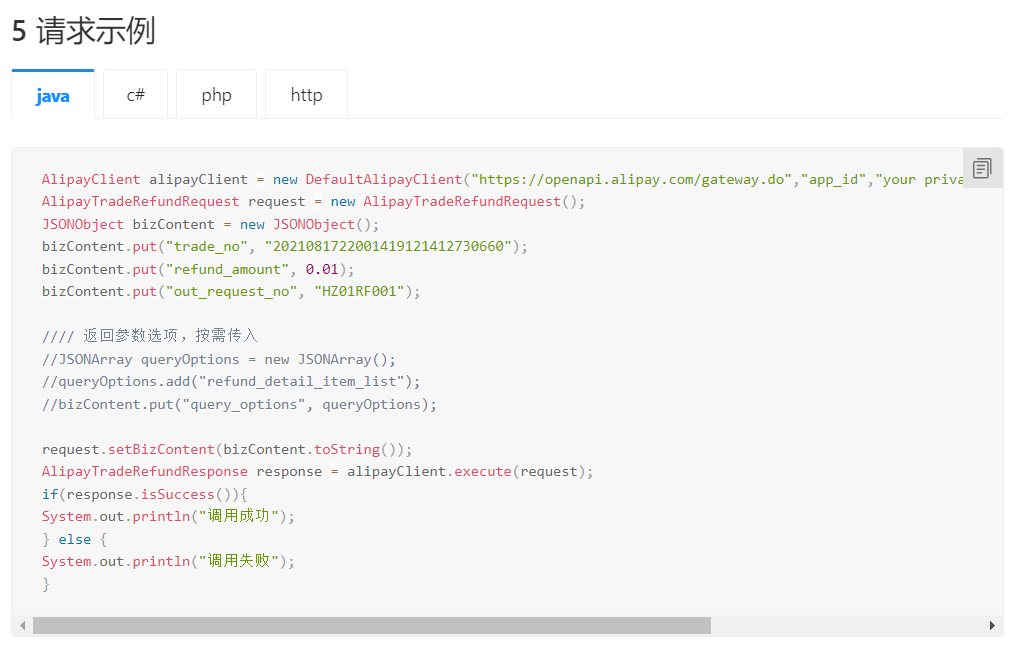 5 请求示例
java c# php http
AlipayClient alipayClient = new DefaultAlipayClient("https://openapi.alipay.com/gateway.do","app_id","your priva
AlipayTradeRefundRequest request = new AlipayTradeRefundRequest();
JSONObject bizContent = new JSONObject();
bizContent.put("trade_no", "2021081722001419121412730660");
bizContent.put("refund_amount", 0.01);
bizContent.put("out_request_no", "HZ01RF001");
//// 返回参数选项，按需传入
//JSONArray queryOptions = new JSONArray();
//queryOptions.add("refund_detail_item_list");
//bizContent.put("query_options", queryOptions);
request.setBizContent(bizContent.toString());
AlipayTradeRefundResponse response = alipayClient.execute(request);
if(response.isSuccess()){
System.out.println("调用成功");
} else {
System.out.println("调用失败");
}